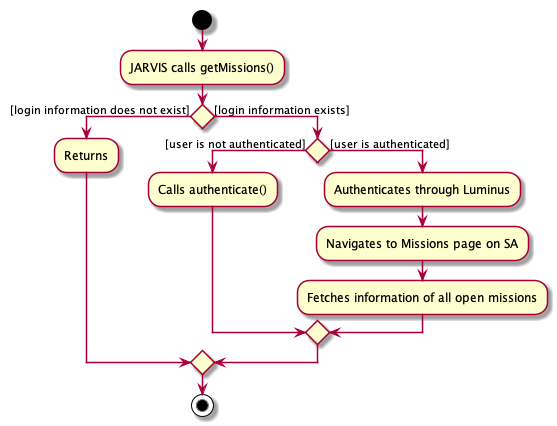 JARVIS calls getMissions()
[login information does not exist]
[login information exists]
Returns
[user is not authenticated]
[user is authenticated]
Calls authenticate()
Authenticates through Luminus
Navigates to Missions page on SA
Fetches information of all open missions